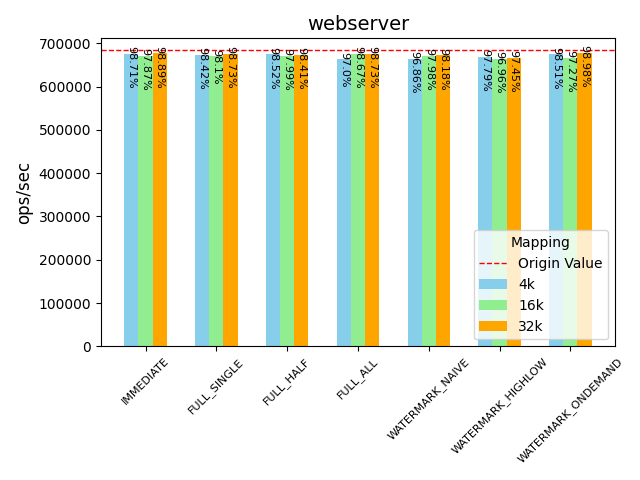 webserver
ops/sec
700000
600000
500000
400000
300000
200000
100000
0
98.71%
97.87%
98.89%
98.42%
98.1%
98.73%
98.52%
97.99%
98.41%
97.0%
98.67%
98.73%
96.86%
97.98%
98.18%
97.79%
96.96%
97.45%
98.51%
97.27%
98.98%
Mapping
Origin Value
4k
16k
32k
IMMEDIATE
FULL_SINGLE
FULL_HALF
FULL_ALL
WATERMARK_NAIVE
WATERMARK_HIGHLOW
WATERMARK_ONDEMAND